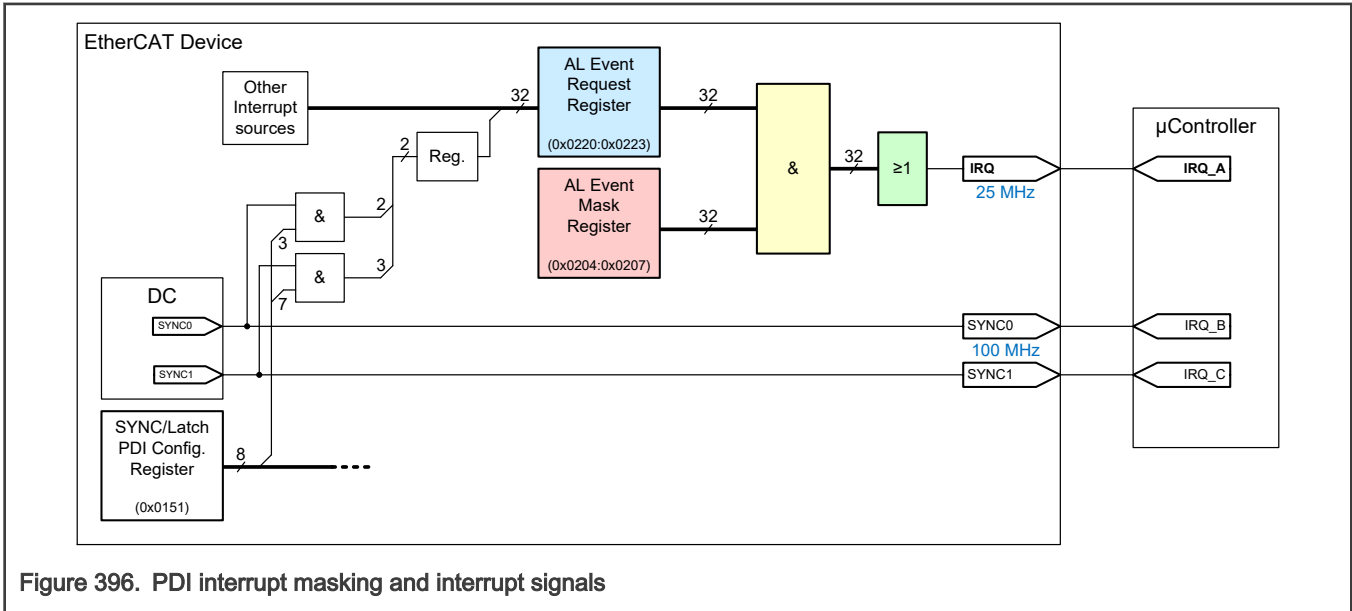 EtherCAT Device
Other
Interrupt
sources
32
AL Event
Request
Register
(0x0220:0x0223)
32
2
Reg.
&
2
3
&
3
7
AL Event
Mask
Register
(0x0204:0x0207)
32
&
32
≥1
IRQ
25 MHz
µController
IRQ_A
DC
SYNC0
SYNC1
SYNC0
100 MHz
SYNC1
IRQ_B
IRQ_C
SYNC/Latch
PDI Config.
Register
(0x0151)
8
Figure 396. PDI interrupt masking and interrupt signals